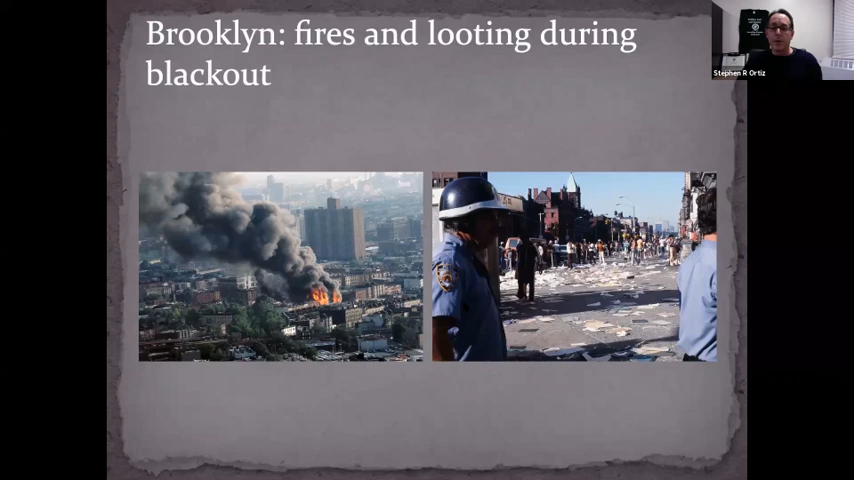 Brooklyn: fires and looting during
blackout
Stephen R Ortiz